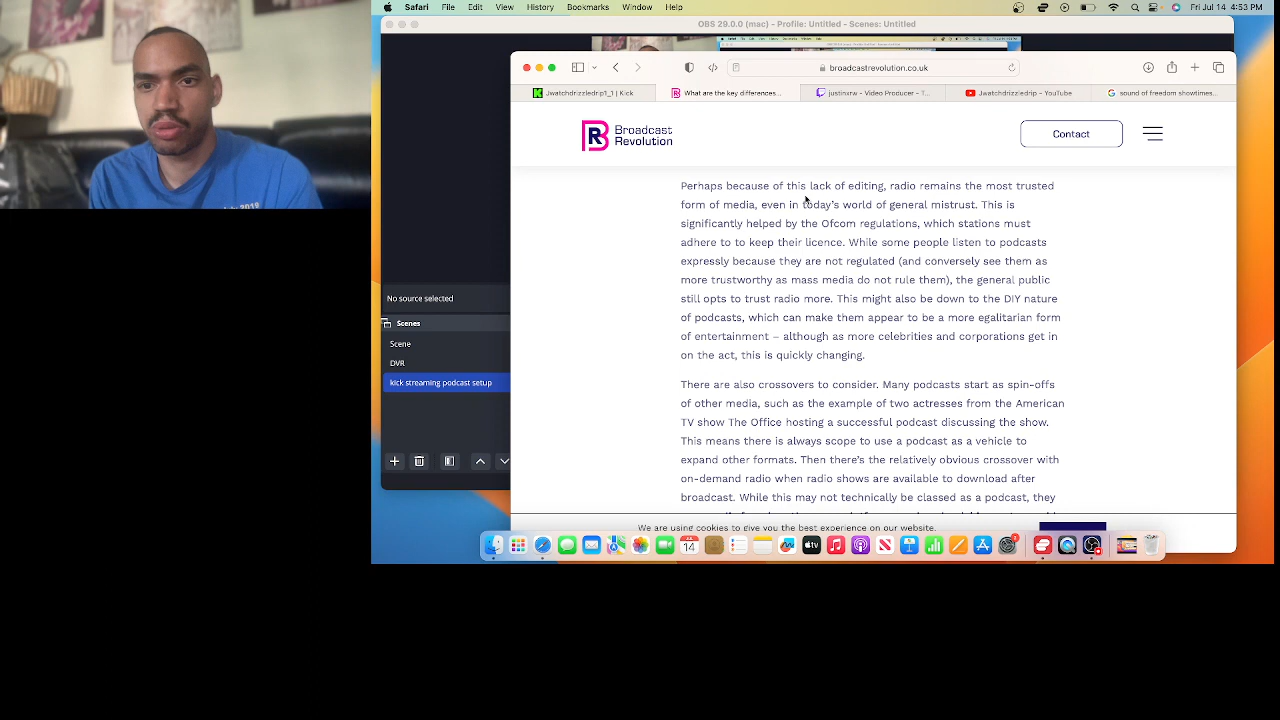 Safari File Edit View History Bookmarks Window Help
Fri Jul 14 4:53 PM
OBS 29.0.0 (mac) - Profile: Untitled - Scenes: Untitled
broadcastrevolution.co.uk
Jwatchdrizzledrip1_1 | Kick
What are the key differences...
justinxrw - Video Producer - T...
Jwatchdrizzledrip - YouTube
sound of freedom showtimes...
Broadcast
Revolution
Contact
Perhaps because of this lack of editing, radio remains the most trusted
form of media, even in today's world of general mistrust. This is
significantly helped by the Ofcom regulations, which stations must
adhere to to keep their licence. While some people listen to podcasts
expressly because they are not regulated (and conversely see them as
more trustworthy as mass media do not rule them), the general public
still opts to trust radio more. This might also be down to the DIY nature
of podcasts, which can make them appear to be a more egalitarian form
of entertainment – although as more celebrities and corporations get in
on the act, this is quickly changing.
There are also crossovers to consider. Many podcasts start as spin-offs
of other media, such as the example of two actresses from the American
TV show The Office hosting a successful podcast discussing the show.
This means there is always scope to use a podcast as a vehicle to
expand other formats. Then there's the relatively obvious crossover with
on-demand radio when radio shows are available to download after
broadcast. While this may not technically be classed as a podcast, they
We are using cookies to give you the best experience on our website.
No source selected
Scenes
Scene
DVR
kick streaming podcast setup